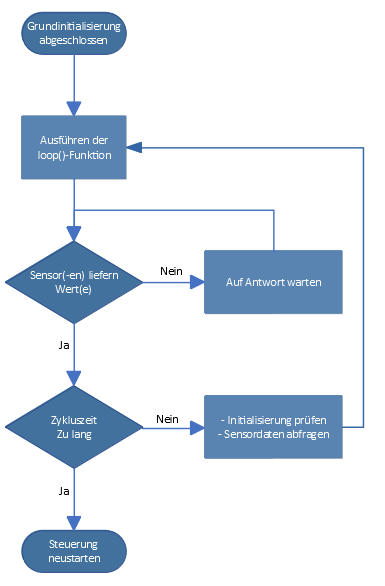 Grundinitialisierung
abgeschlossen
Ausführen der
loop()-Funktion
Sensor(-en) liefern
Wert(e)
Nein
Auf Antwort warten
Ja
Zykluszeit
Zu lang
Nein
- Initialisierung prüfen
- Sensordaten abfragen
Ja
Steuerung
neustarten